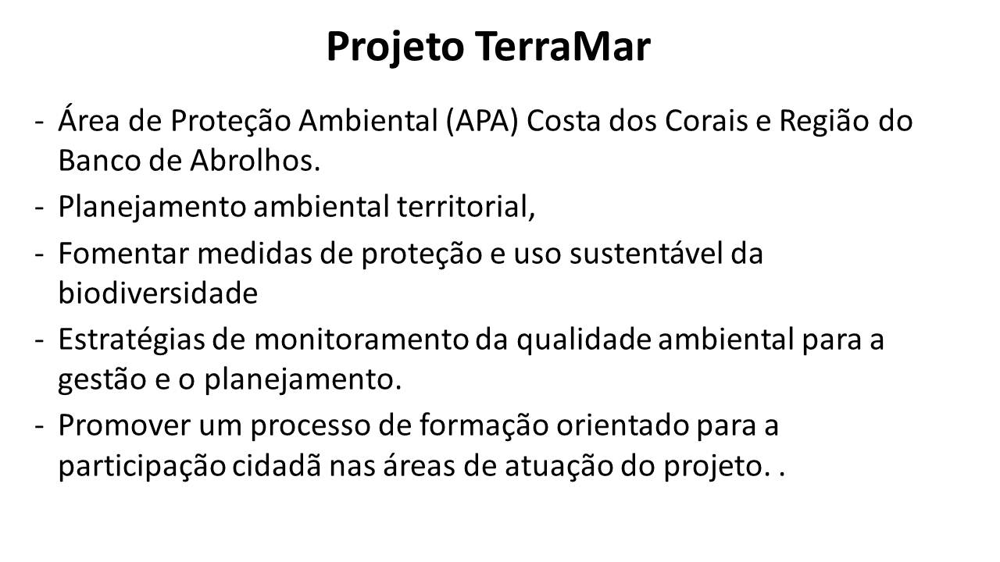 Projeto TerraMar
- Área de Proteção Ambiental (APA) Costa dos Corais e Região do
Banco de Abrolhos.
- Planejamento ambiental territorial,
- Fomentar medidas de proteção e uso sustentável da
biodiversidade
- Estratégias de monitoramento da qualidade ambiental para a
gestão e o planejamento.
- Promover um processo de formação orientado para a
participação cidadã nas áreas de atuação do projeto. .